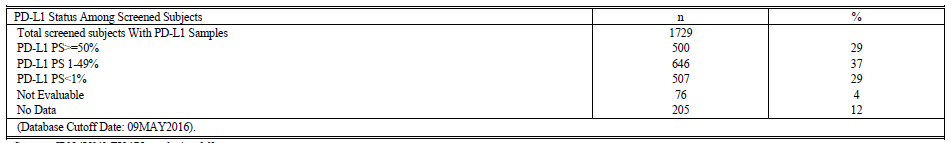 PD-L1 Status Among Screened Subjects n %
Total screened subjects With PD-L1 Samples 1729
PD-L1 PS>=50% 500 29
PD-L1 PS 1-49% 646 37
PD-L1 PS<1% 507 29
Not Evaluable 76 4
No Data 205 12
(Database Cutoff Date: 09MAY2016).